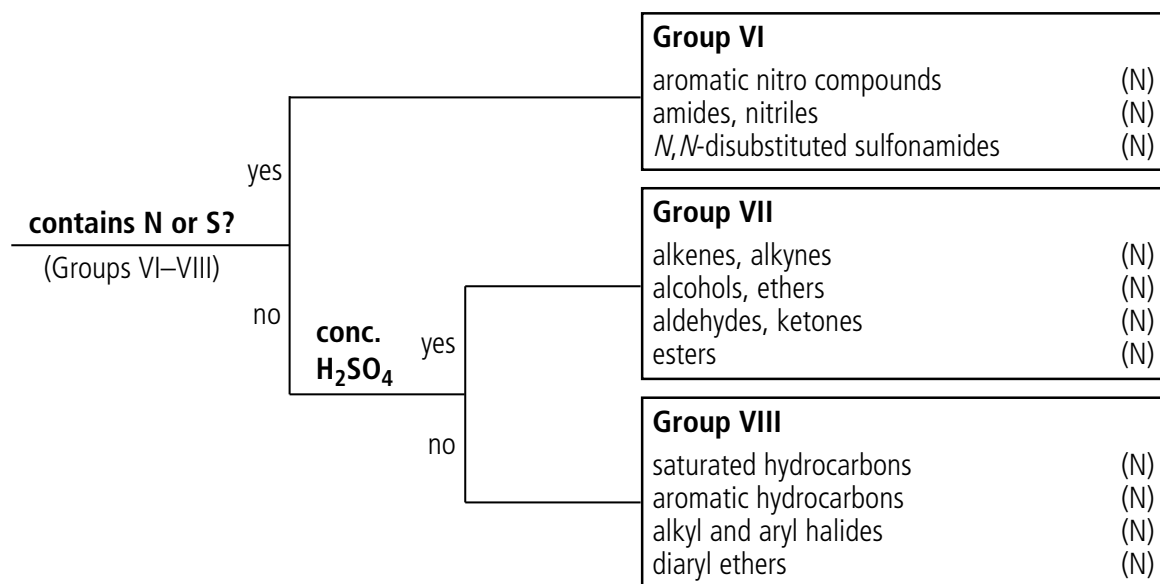 contains N or S?
(Groups VI–VIII)
yes
no
conc.
H₂SO₄
yes
no
Group VI
aromatic nitro compounds (N)
amides, nitriles (N)
N,N-disubstituted sulfonamides (N)
Group VII
alkenes, alkynes (N)
alcohols, ethers (N)
aldehydes, ketones (N)
esters (N)
Group VIII
saturated hydrocarbons (N)
aromatic hydrocarbons (N)
alkyl and aryl halides (N)
diaryl ethers (N)